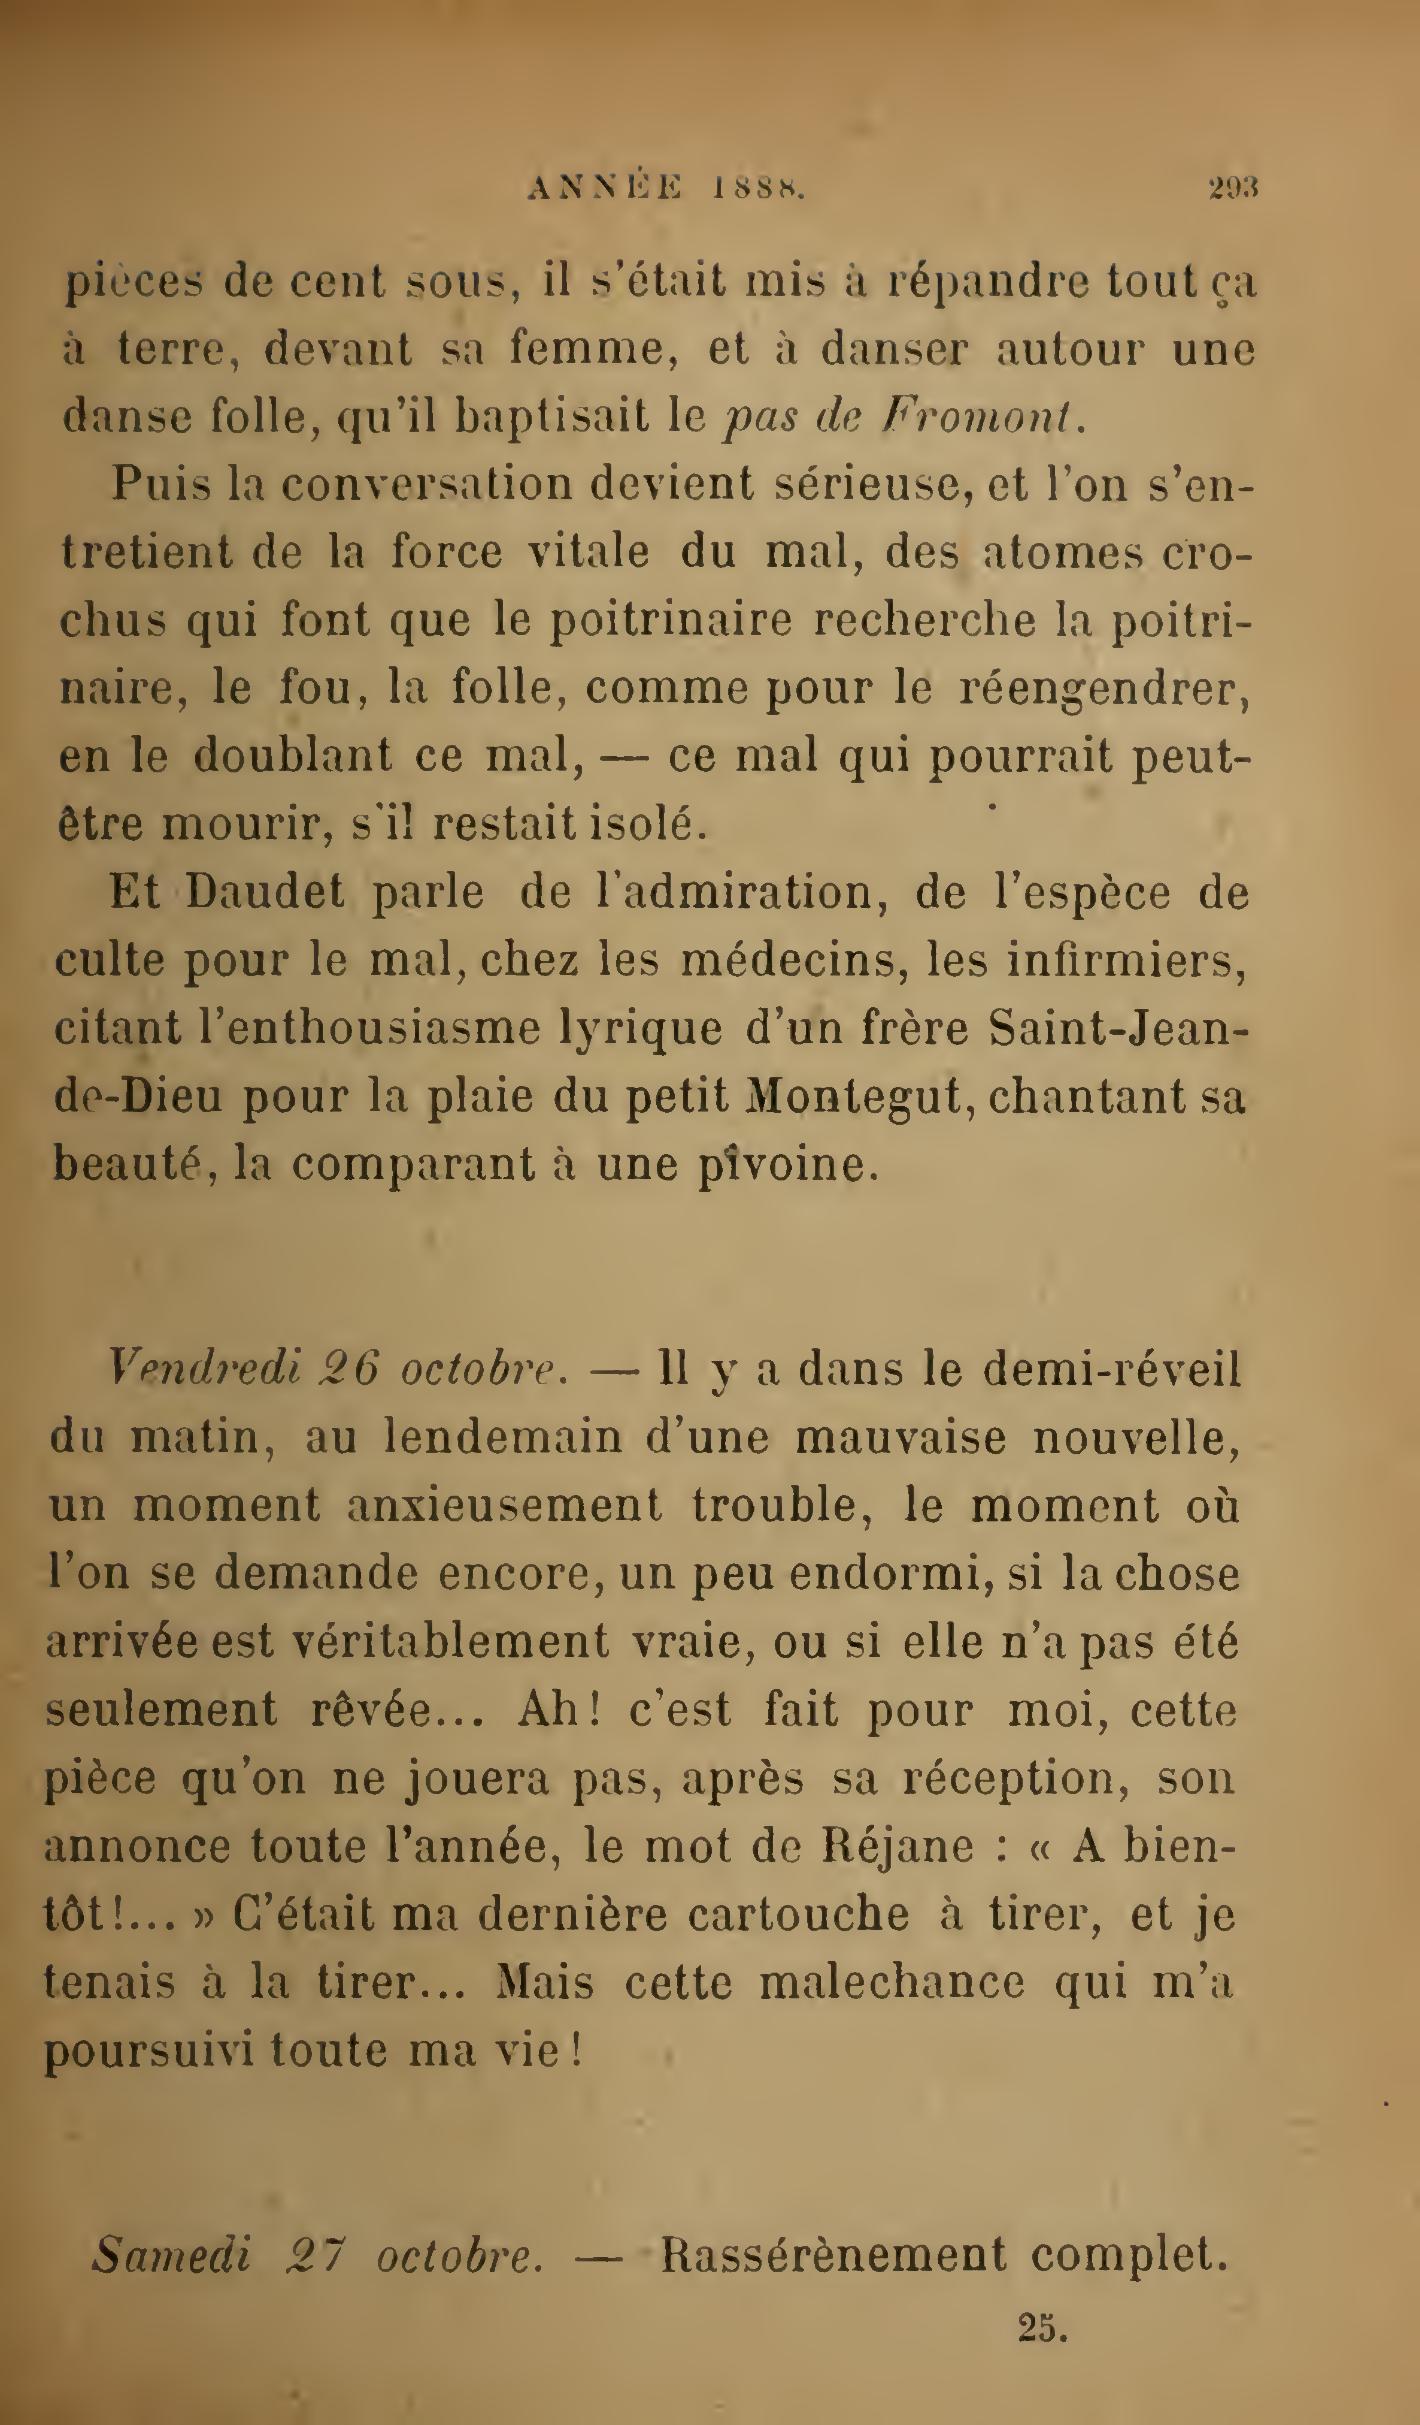 ANNÉE 1888. 293
pièces de cent sous, il s'était mis à répandre tout ça
à terre, devant sa femme, et à danser autour une
danse folle, qu'il baptisait le pas de Fromont.
Puis la conversation devient sérieuse, et l'on s'en-
tretient de la force vitale du mal, des atomes cro-
chus qui font que le poitrinaire recherche la poitri-
naire, le fou, la folle, comme pour le réengendrer,
en le doublant ce mal, — ce mal qui pourrait peut-
être mourir, s'il restait isolé.
Et Daudet parle de l'admiration, de l'espèce de
culte pour le mal, chez les médecins, les infirmiers,
citant l'enthousiasme lyrique d'un frère Saint-Jean-
de-Dieu pour la plaie du petit Montegut, chantant sa
beauté, la comparant à une pivoine.
Vendredi 26 octobre. — Il y a dans le demi-réveil
du matin, au lendemain d'une mauvaise nouvelle,
un moment anxieusement trouble, le moment où
l'on se demande encore, un peu endormi, si la chose
arrivée est véritablement vraie, ou si elle n'a pas été
seulement rêvée... Ah! c'est fait pour moi, cette
pièce qu'on ne jouera pas, après sa réception, son
annonce toute l'année, le mot de Réjane : « A bien-
tôt!... » C'était ma dernière cartouche à tirer, et je
tenais à la tirer... Mais cette malechance qui m'a
poursuivi toute ma vie !
Samedi 27 octobre. — Rassérènement complet.
25.